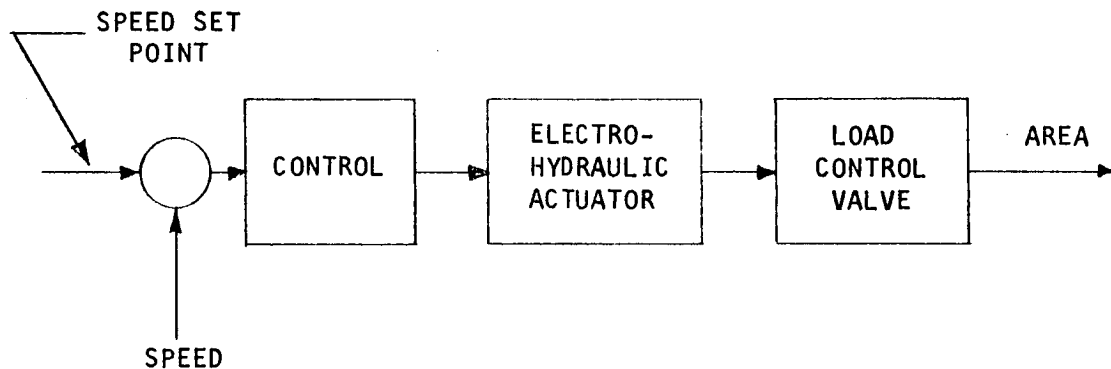 SPEED SET
POINT
CONTROL
ELECTRO-
HYDRAULIC
ACTUATOR
LOAD
CONTROL
VALVE
AREA
SPEED